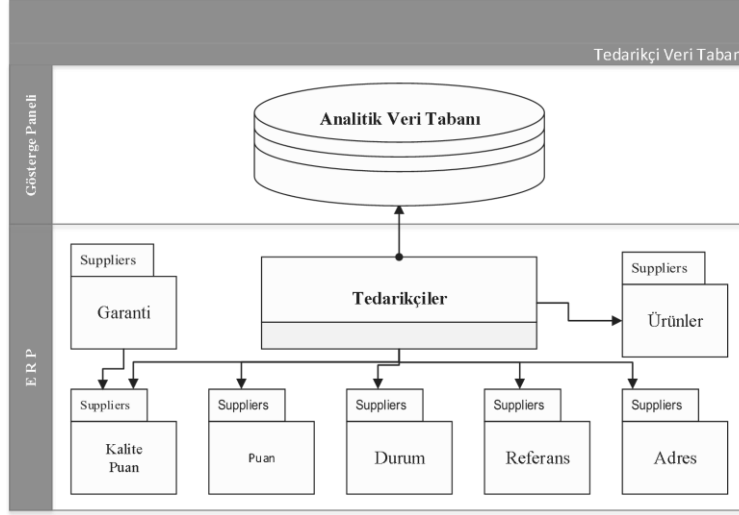 Tedarikçi Veri Taban
Gösterge Paneli
Analitik Veri Tabanı
ERP
Suppliers
Garanti
Tedarikçiler
Suppliers
Ürünler
Suppliers
Kalite
Puan
Suppliers
Puan
Suppliers
Durum
Suppliers
Referans
Suppliers
Adres